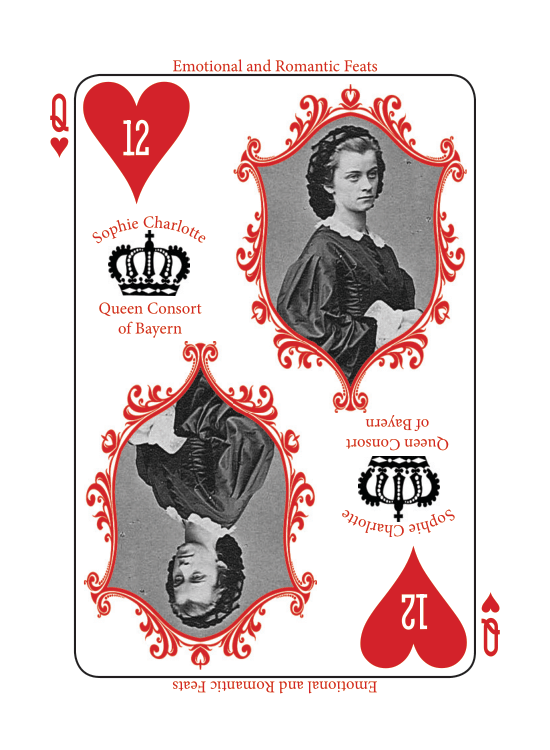 Emotional and Romantic Feats
Q
12
Sophie Charlotte
Queen Consort
of Bayern
Queen Consort
of Bayern
Sophie Charlotte
12
Q
Emotional and Romantic Feats